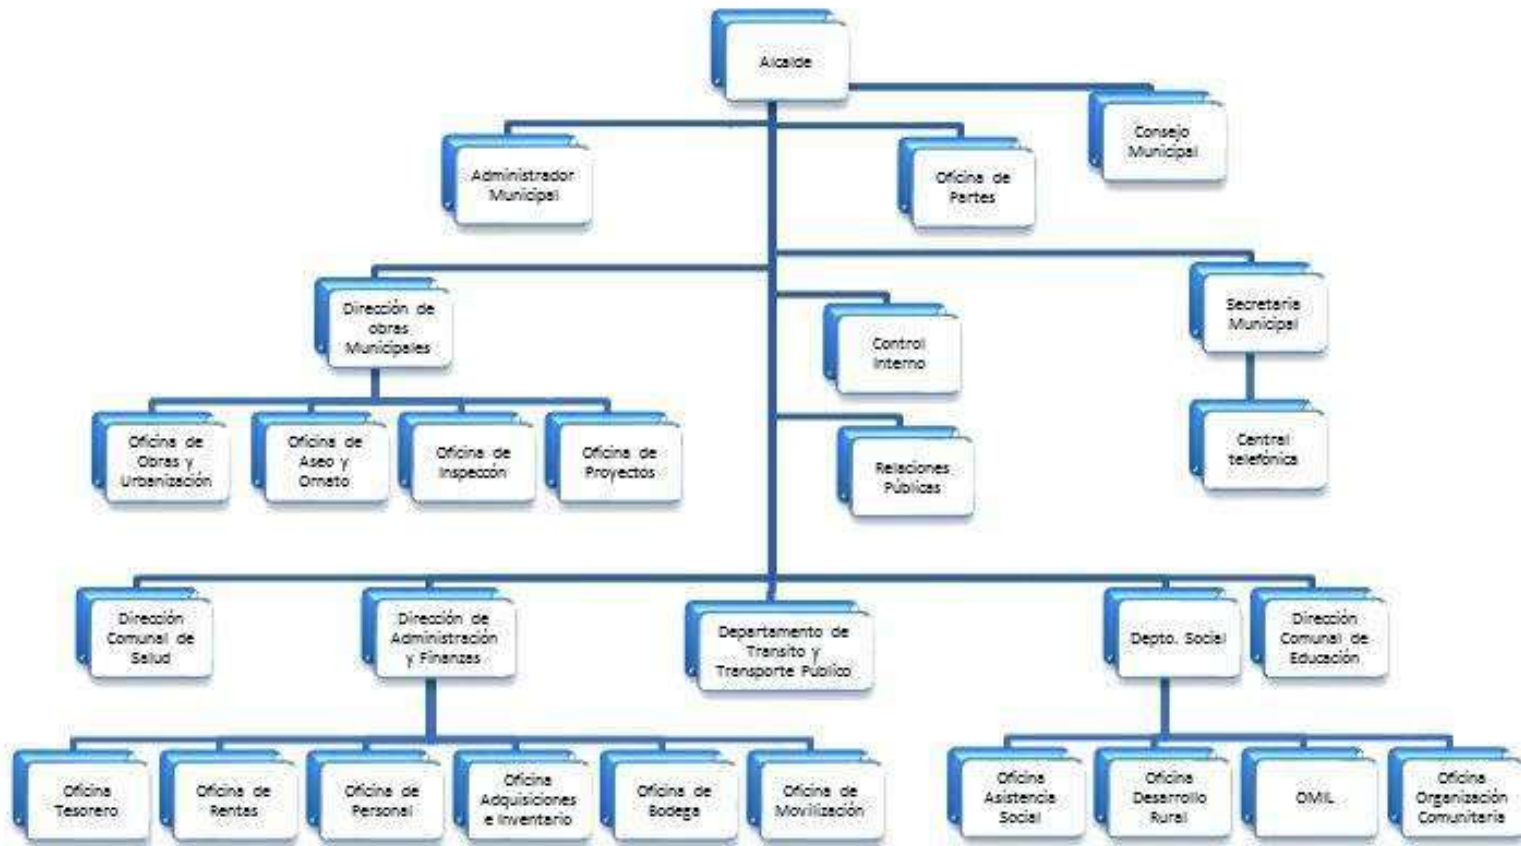 Alcalde
Consejo
Municipal
Administrador
Municipal
Oficina de
Partes
Dirección de
obras
Municipales
Secretaria
Municipal
Control
Interno
Oficina de
Obras y
Urbanización
Oficina de
Aseo y
Ornato
Oficina de
Inspeccón
Oficina de
Proyectos
Relaciones
Públicas
Central
telefónica
Dirección
Comunal de
Salud
Dirección de
Administración
y Finanzas
Departamento de
Transito y
Transporte Publico
Depto. Social
Dirección
Comunal de
Educación
Oficina
Tesorero
Oficina de
Rentas
Oficina de
Personal
Oficina
Adquisiciones
e Inventario
Oficina de
Bodega
Oficina de
Movilización
Oficina
Asistencia
Social
Oficina
Desarrollo
Rural
OMIL
Oficina
Organización
Comunitaria